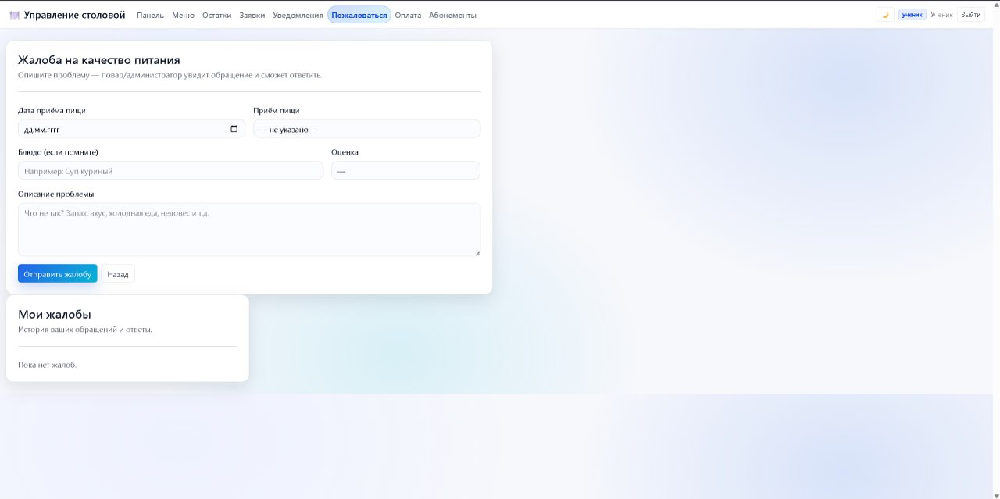 Управление столовой Панель Меню Остатки Заявки Уведомления Пожаловаться Оплата Абонементы ученик Ученик Выйти
Жалоба на качество питания
Опишите проблему — повар/администратор увидит обращение и сможет ответить.
Дата приёма пищи Приём пищи
дд.мм.гггг — не указано —
Блюдо (если помните) Оценка
Например: Суп куриный —
Описание проблемы
Что не так? Запах, вкус, холодная еда, недовес и т.д.
Отправить жалобу Назад
Мои жалобы
История ваших обращений и ответы.
Пока нет жалоб.